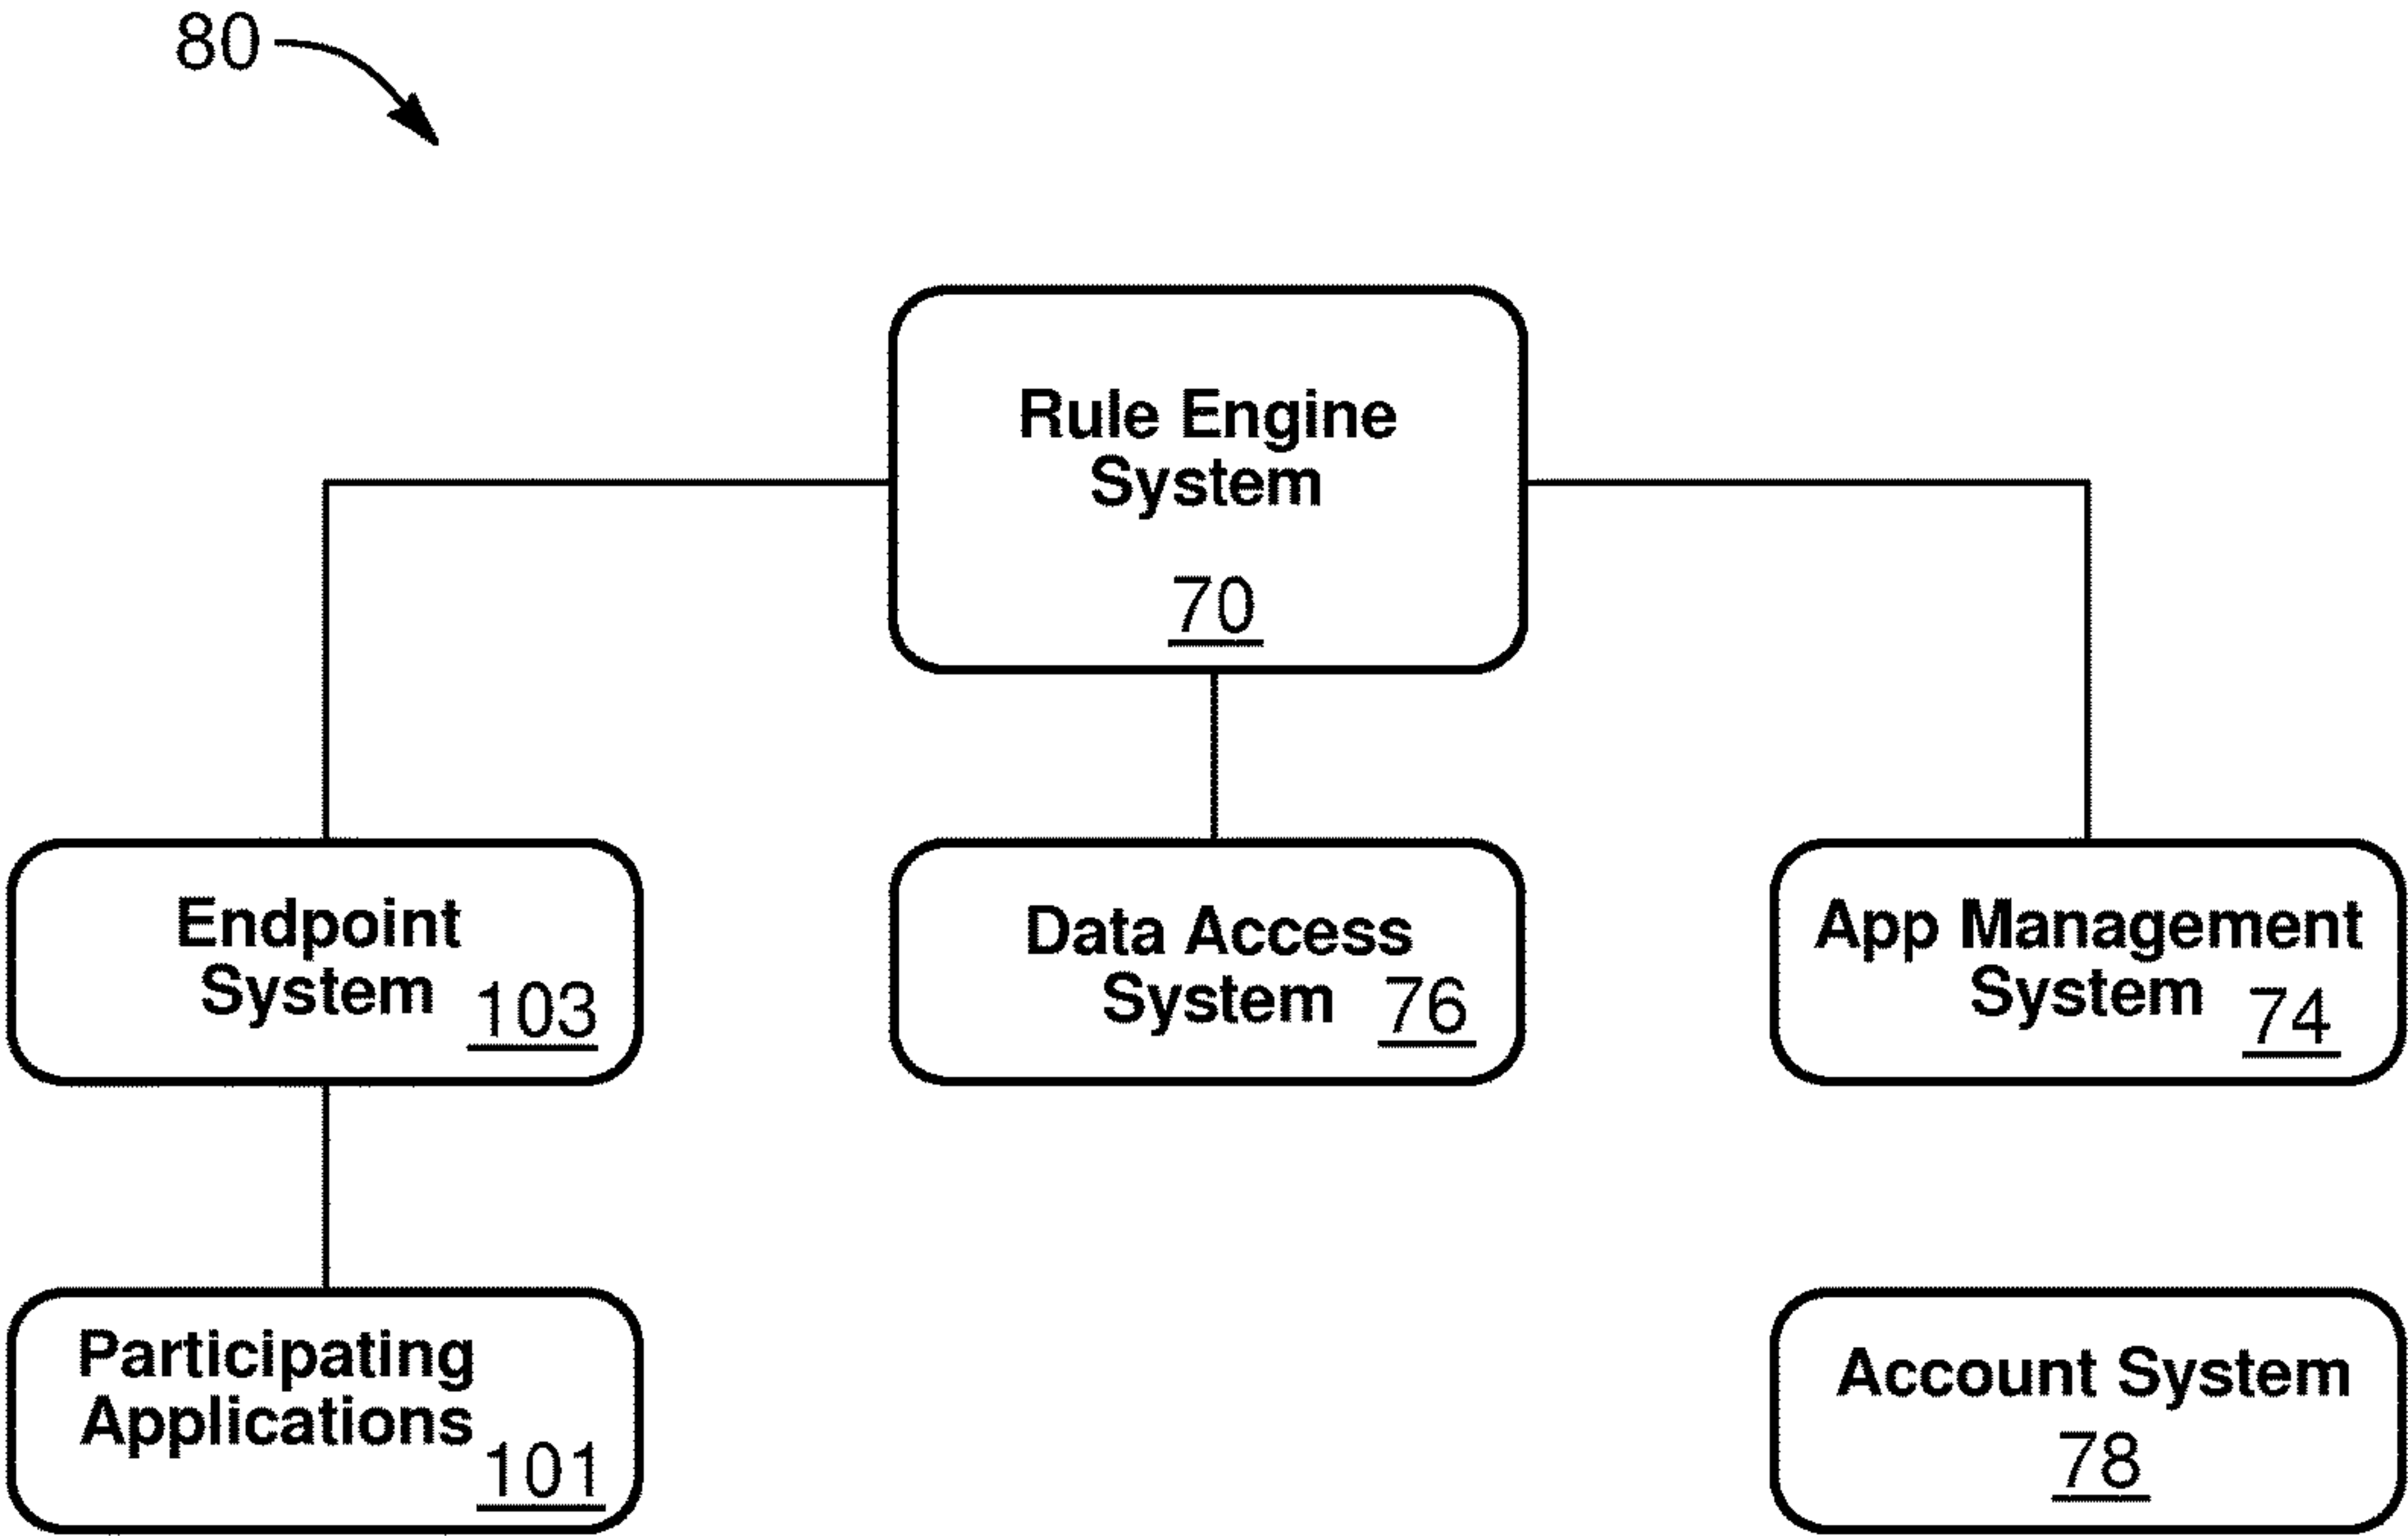 80
Rule Engine
System
70
Endpoint
System 103
Data Access
System 76
App Management
System 74
Participating
Applications 101
Account System
78